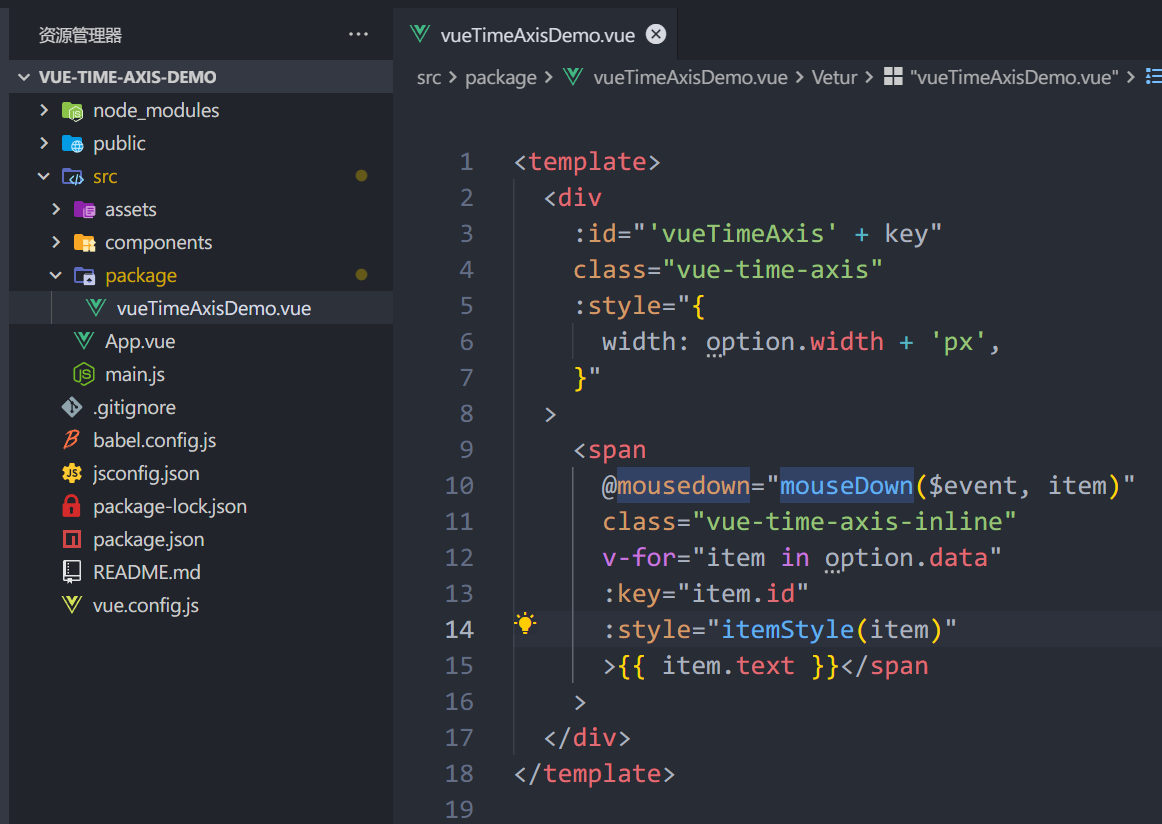 资源管理器
VUE-TIME-AXIS-DEMO
node_modules
public
src
assets
components
package
vueTimeAxisDemo.vue
App.vue
main.js
.gitignore
babel.config.js
jsconfig.json
package-lock.json
package.json
README.md
vue.config.js
vueTimeAxisDemo.vue
src > package > vueTimeAxisDemo.vue > Vetur > "vueTimeAxisDemo.vue" >
1 <template>
2 <div
3 :id="'vueTimeAxis' + key"
4 class="vue-time-axis"
5 :style="{
6 width: option.width + 'px',
7 }"
8 >
9 <span
10 @mousedown="mouseDown($event, item)"
11 class="vue-time-axis-inline"
12 v-for="item in option.data"
13 :key="item.id"
14 :style="itemStyle(item)"
15 >{{ item.text }}</span
16 >
17 </div>
18 </template>
19